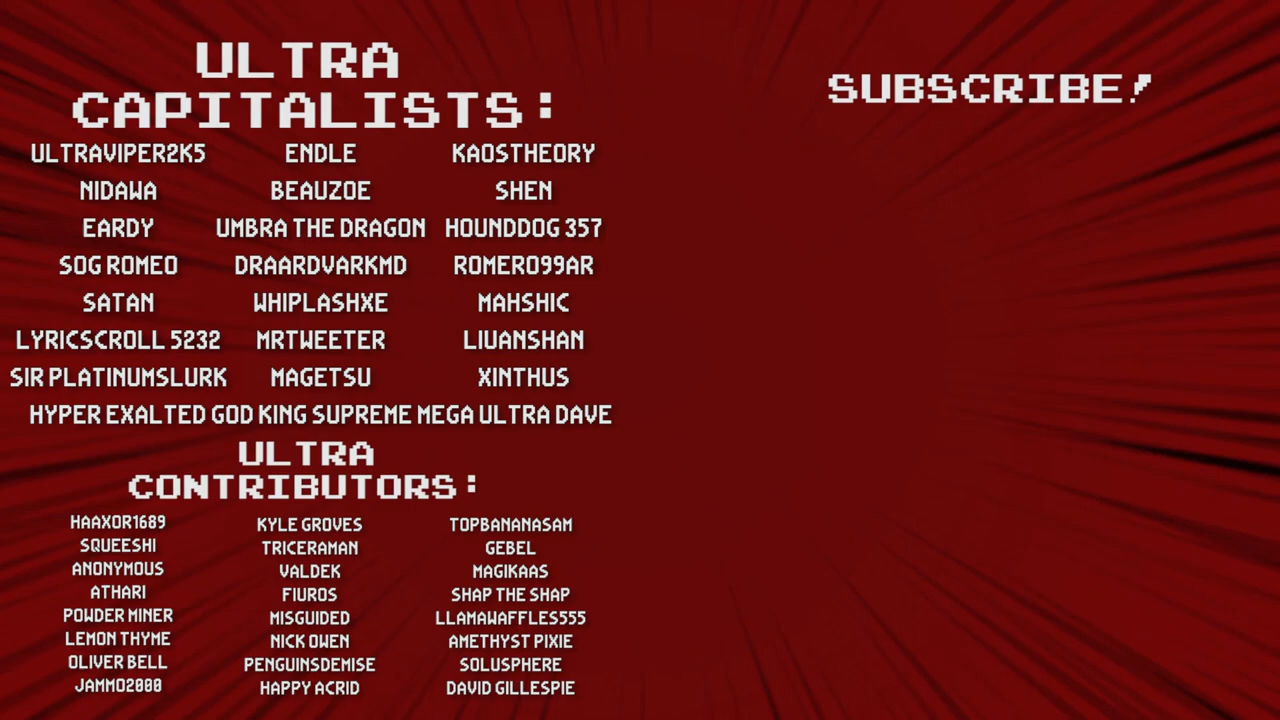 ULTRA
CAPITALISTS:
ULTRAVIPER2K5 ENDLE KAOSTHEORY
NIDAWA BEAUZOE SHEN
EARDY UMBRA THE DRAGON HOUNDDOG 357
SOG ROMEO DRAARDVARKMD ROMERO99AR
SATAN WHIPLASHXE MAHSHIC
LYRICSCROLL 5232 MRTWEETER LIUANSHAN
SIR PLATINUMSLURK MAGETSU XINTHUS
HYPER EXALTED GOD KING SUPREME MEGA ULTRA DAVE
ULTRA
CONTRIBUTORS:
HAAXOR1689 KYLE GROVES TOPBANANASAM
SQUEESHI TRICERAMAN GEBEL
ANONYMOUS VALDEK MAGIKAAS
ATHARI FIUROS SHAP THE SHAP
POWDER MINER MISGUIDED LLAMAWAFFLES555
LEMON THYME NICK OWEN AMETHYST PIXIE
OLIVER BELL PENGUINSDEMISE SOLUSPHERE
JAMMO2000 HAPPY ACRID DAVID GILLESPIE
SUBSCRIBE!